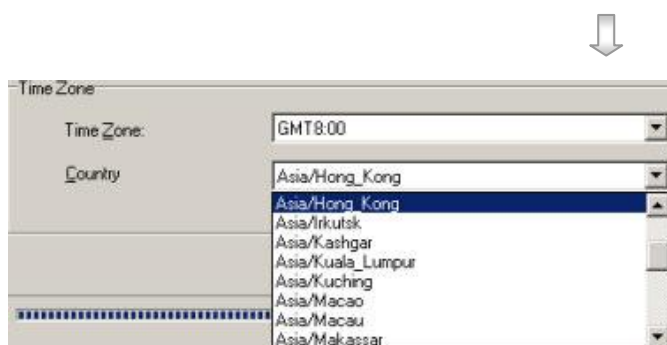 Time Zone
Time Zone: GMT8:00
Country Asia/Hong_Kong
Asia/Hong_Kong
Asia/Irkutsk
Asia/Kashgar
Asia/Kuala_Lumpur
Asia/Kuching
Asia/Macao
Asia/Macau
Asia/Makassar